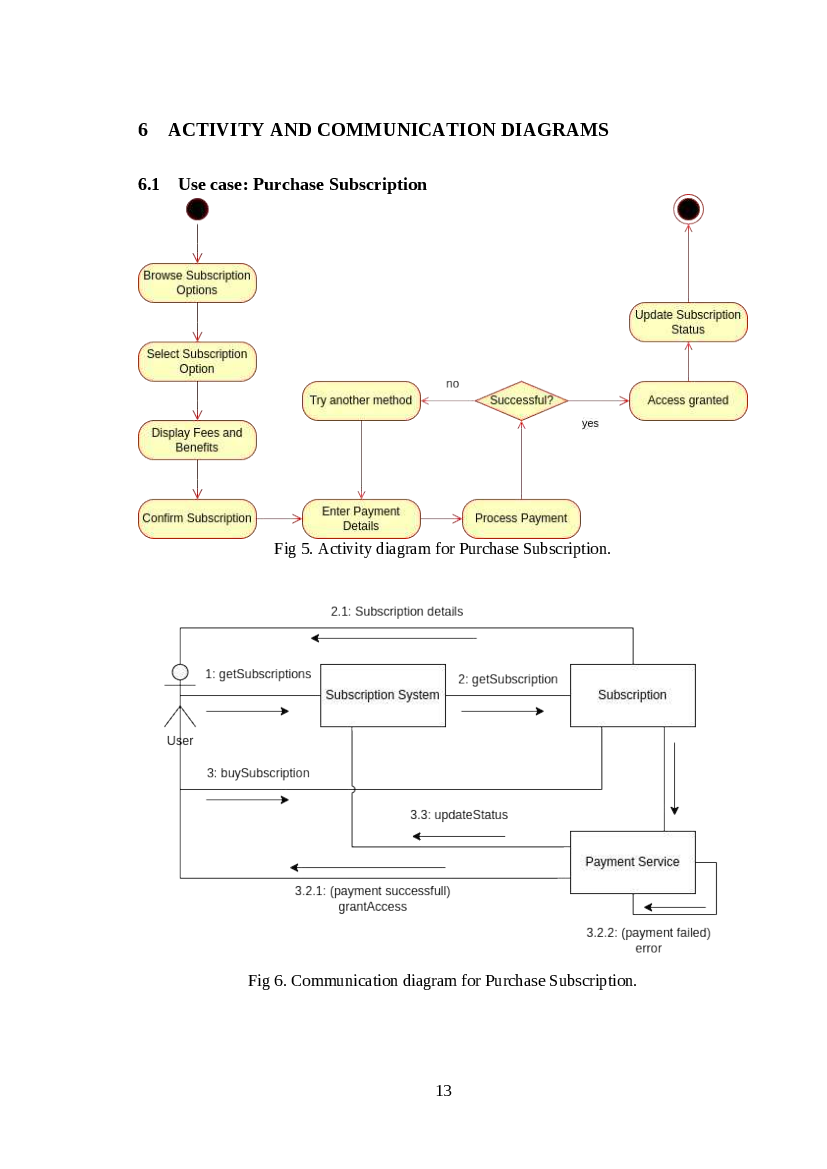 6 ACTIVITY AND COMMUNICATION DIAGRAMS
6.1 Use case: Purchase Subscription
Browse Subscription
Options
Select Subscription
Option
Display Fees and
Benefits
Confirm Subscription
Enter Payment
Details
Process Payment
Successful?
no
Try another method
yes
Access granted
Update Subscription
Status
Fig 5. Activity diagram for Purchase Subscription.
2.1: Subscription details
1: getSubscriptions
Subscription System
2: getSubscription
Subscription
User
3: buySubscription
3.3: updateStatus
Payment Service
3.2.1: (payment successfull)
grantAccess
3.2.2: (payment failed)
error
Fig 6. Communication diagram for Purchase Subscription.
13